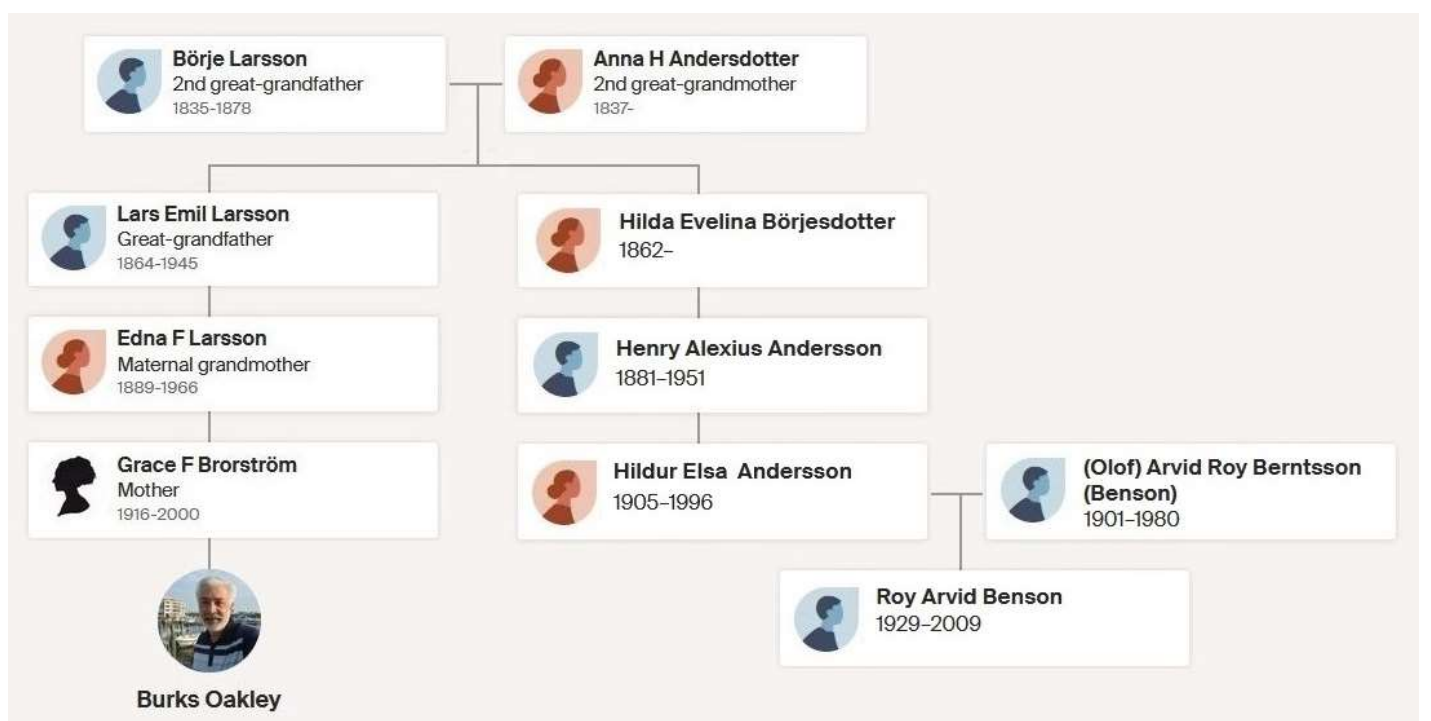 Börje Larsson
2nd great-grandfather
1835-1878
Anna H Andersdotter
2nd great-grandmother
1837-
Lars Emil Larsson
Great-grandfather
1864-1945
Hilda Evelina Börjesdotter
1862–
Edna F Larsson
Maternal grandmother
1889-1966
Henry Alexius Andersson
1881–1951
Grace F Brorström
Mother
1916-2000
Hildur Elsa Andersson
1905–1996
(Olof) Arvid Roy Berntsson
(Benson)
1901–1980
Roy Arvid Benson
1929–2009
Burks Oakley